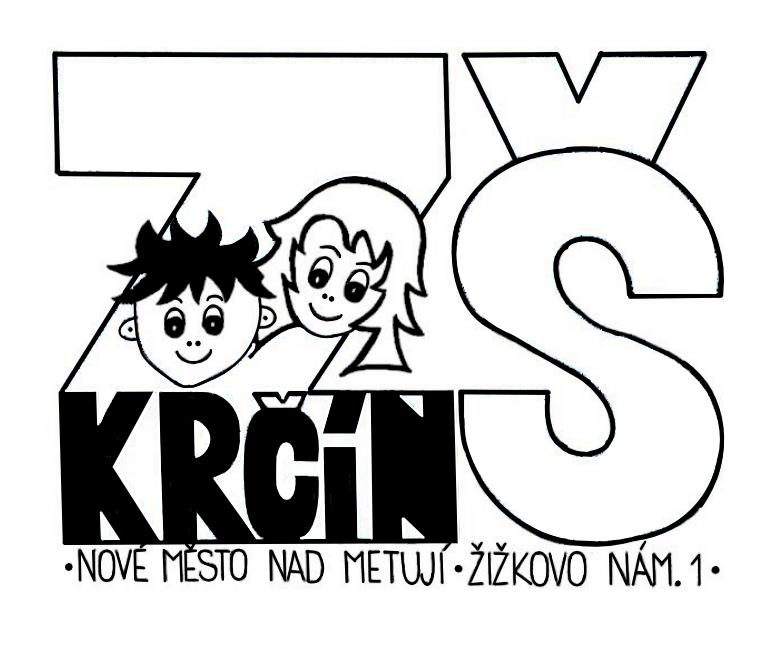 ZŠ
KRČÍN
•NOVÉ MĚSTO NAD METUJÍ•ŽIŽKOVO NÁM. 1•